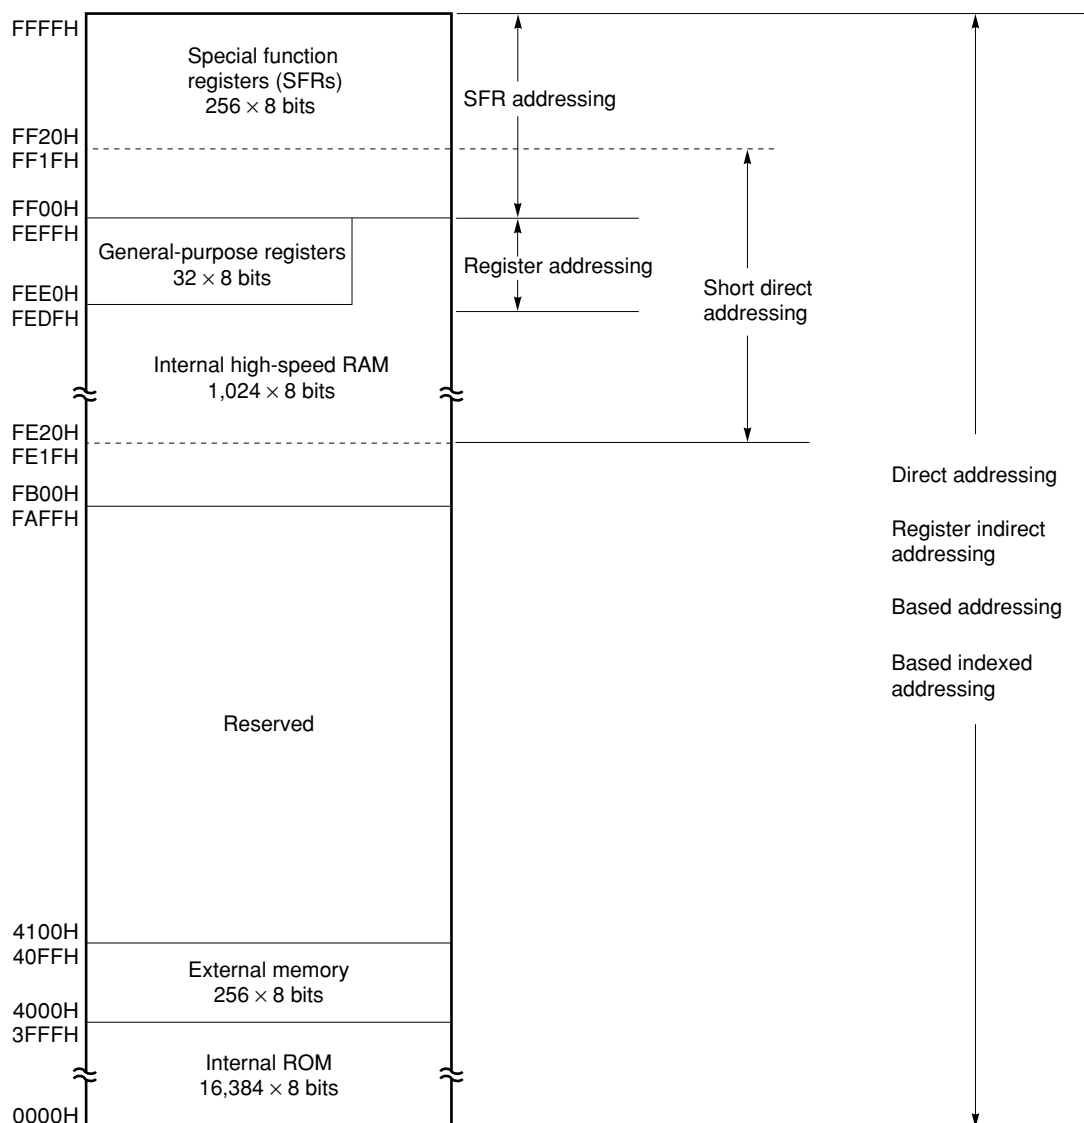 FFFFH
Special function
registers (SFRs)
256 × 8 bits
SFR addressing
FF20H
FF1FH
FF00H
FEFFH
General-purpose registers
32 × 8 bits
Register addressing
FEE0H
FEDFH
Short direct
addressing
Internal high-speed RAM
1,024 × 8 bits
FE20H
FE1FH
FB00H
FAFFH
Direct addressing
Register indirect
addressing
Based addressing
Based indexed
addressing
Reserved
4100H
40FFH
External memory
256 × 8 bits
4000H
3FFFH
Internal ROM
16,384 × 8 bits
0000H